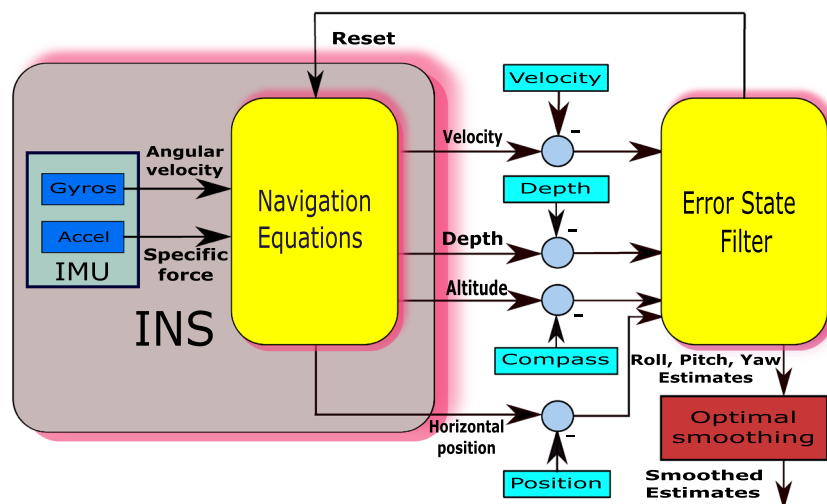 Reset
Velocity
Velocity
Angular
velocity
Gyros
Accel
Specific
force
IMU
INS
Navigation
Equations
Depth
Depth
Altitude
Compass
Error State
Filter
Roll, Pitch, Yaw
Estimates
Horizontal
position
Position
Optimal
smoothing
Smoothed
Estimates